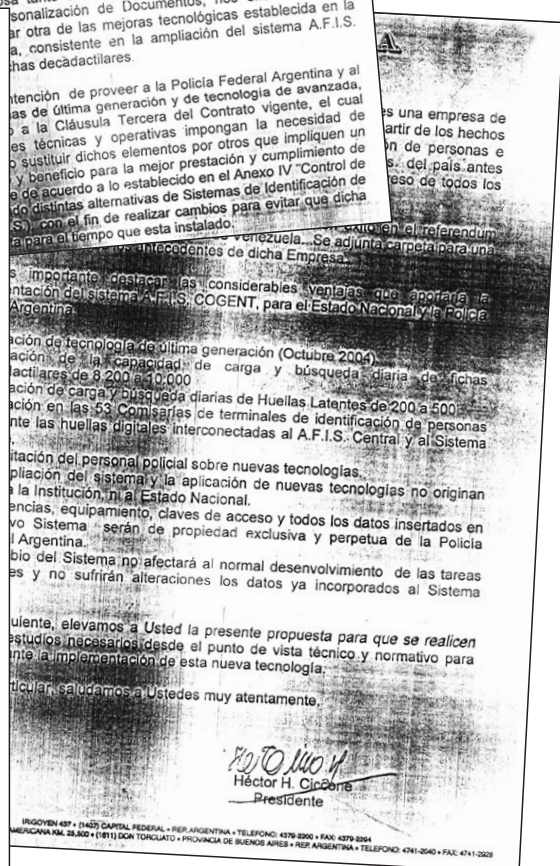 sonalización de Documentos, nos
ar otra de las mejoras tecnológicas establecida en la
a, consistente en la ampliación del sistema A.F.I.S.
has decadactilares.
tención de proveer a la Policía Federal Argentina y al
as de última generación y de tecnología de avanzada,
o a la Cláusula Tercera del Contrato vigente, el cual
es técnicas y operativas impongan la necesidad de
o sustituir dichos elementos por otros que impliquen un
y beneficio para la mejor prestación y cumplimiento de
e de acuerdo a lo establecido en el Anexo IV "Control de
do distintas alternativas de Sistemas de Identificación de
S.), con el fin de realizar cambios para evitar que dicha
a para el tiempo que esta instalado.
A
es una empresa de
artir de los hechos
n de personas e
s. del país antes
eso de todos los
éxito en el referendum
Venezuela...Se adjunta carpeta para una
antecedentes de dicha Empresa.
s importante destacar las considerables ventajas que aportaría la
ntación del sistema A.F.I.S. COGENT, para el Estado Nacional y la Policía
Argentina.
ación de tecnología de última generación (Octubre 2004)
ación de la capacidad de carga y búsqueda diaria de fichas
actilares de 8.200 a 10.000
ación de carga y búsqueda diarias de Huellas Latentes de 200 a 500
ación en las 53 Comisarías de terminales de identificación de personas
nte las huellas digitales interconectadas al A.F.I.S. Central y al Sistema
itación del personal policial sobre nuevas tecnologías.
pliación del sistema y la aplicación de nuevas tecnologías no originan
a la Institución, ni al Estado Nacional.
encias, equipamiento, claves de acceso y todos los datos insertados en
vo Sistema serán de propiedad exclusiva y perpetua de la Policía
l Argentina.
bio del Sistema no afectará al normal desenvolvimiento de las tareas
es y no sufrirán alteraciones los datos ya incorporados al Sistema
uiente, elevamos a Usted la presente propuesta para que se realicen
estudios necesarios desde el punto de vista técnico y normativo para
ante la implementación de esta nueva tecnología.
rticular, saludamos a Ustedes muy atentamente.
Héctor H. Ciccone
Presidente
IRIGOYEN 437 • (1407) CAPITAL FEDERAL • REP. ARGENTINA • TELEFONO: 4379-2200 • FAX: 4379-2294
AMERICANA KM. 25,500 • (1611) DON TORCUATO • PROVINCIA DE BUENOS AIRES • REP. ARGENTINA • TELEFONO: 4741-2040 • FAX: 4741-2928